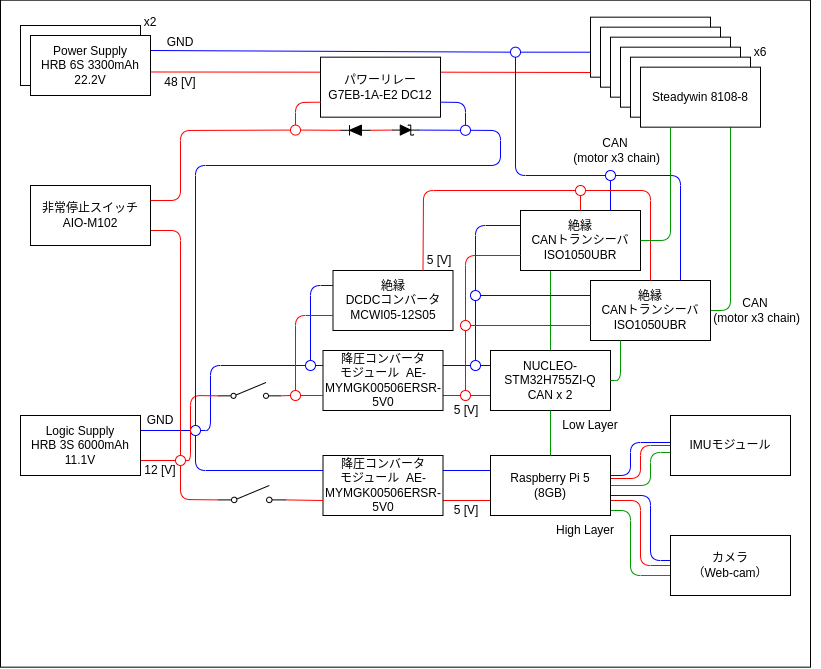 x2
Power Supply
HRB 6S 3300mAh
22.2V
GND
48 [V]
パワーリレー
G7EB-1A-E2 DC12
x6
Steadywin 8108-8
CAN
(motor x3 chain)
非常停止スイッチ
AIO-M102
絶縁
CANトランシーバ
ISO1050UBR
5 [V]
絶縁
DCDCコンバータ
MCWI05-12S05
絶縁
CANトランシーバ
ISO1050UBR
CAN
(motor x3 chain)
降圧コンバータ
モジュール AE-
MYMGK00506ERSR-
5V0
5 [V]
NUCLEO-
STM32H755ZI-Q
CAN x 2
Low Layer
Logic Supply
HRB 3S 6000mAh
11.1V
GND
12 [V]
降圧コンバータ
モジュール AE-
MYMGK00506ERSR-
5V0
5 [V]
Raspberry Pi 5
(8GB)
High Layer
IMUモジュール
カメラ
（Web-cam）